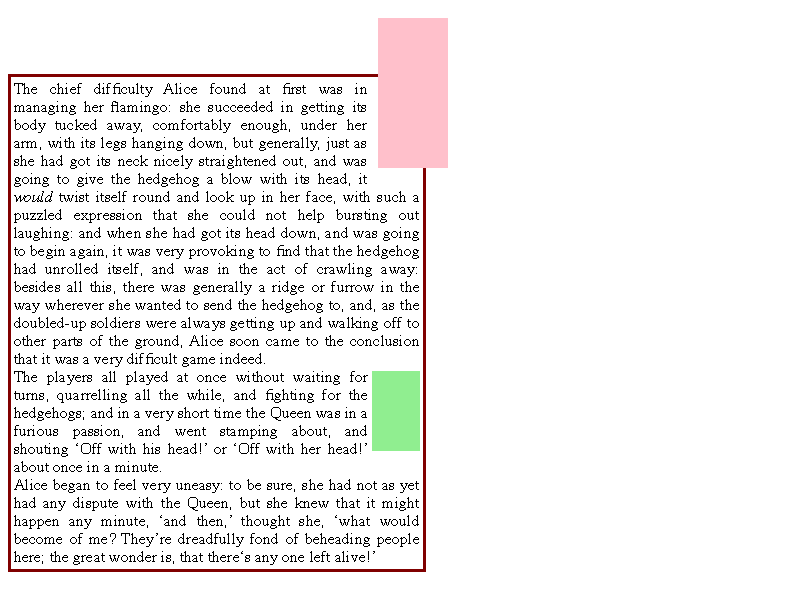 The chief difficulty Alice found at first was in
managing her flamingo: she succeeded in getting its
body tucked away, comfortably enough, under her
arm, with its legs hanging down, but generally, just as
she had got its neck nicely straightened out, and was
going to give the hedgehog a blow with its head, it
would twist itself round and look up in her face, with such a
puzzled expression that she could not help bursting out
laughing: and when she had got its head down, and was going
to begin again, it was very provoking to find that the hedgehog
had unrolled itself, and was in the act of crawling away:
besides all this, there was generally a ridge or furrow in the
way wherever she wanted to send the hedgehog to, and, as the
doubled-up soldiers were always getting up and walking off to
other parts of the ground, Alice soon came to the conclusion
that it was a very difficult game indeed.
The players all played at once without waiting for
turns, quarrelling all the while, and fighting for the
hedgehogs; and in a very short time the Queen was in a
furious passion, and went stamping about, and
shouting ‘Off with his head!’ or ‘Off with her head!’
about once in a minute.
Alice began to feel very uneasy: to be sure, she had not as yet
had any dispute with the Queen, but she knew that it might
happen any minute, ‘and then,’ thought she, ‘what would
become of me? They’re dreadfully fond of beheading people
here; the great wonder is, that there‘s any one left alive!’